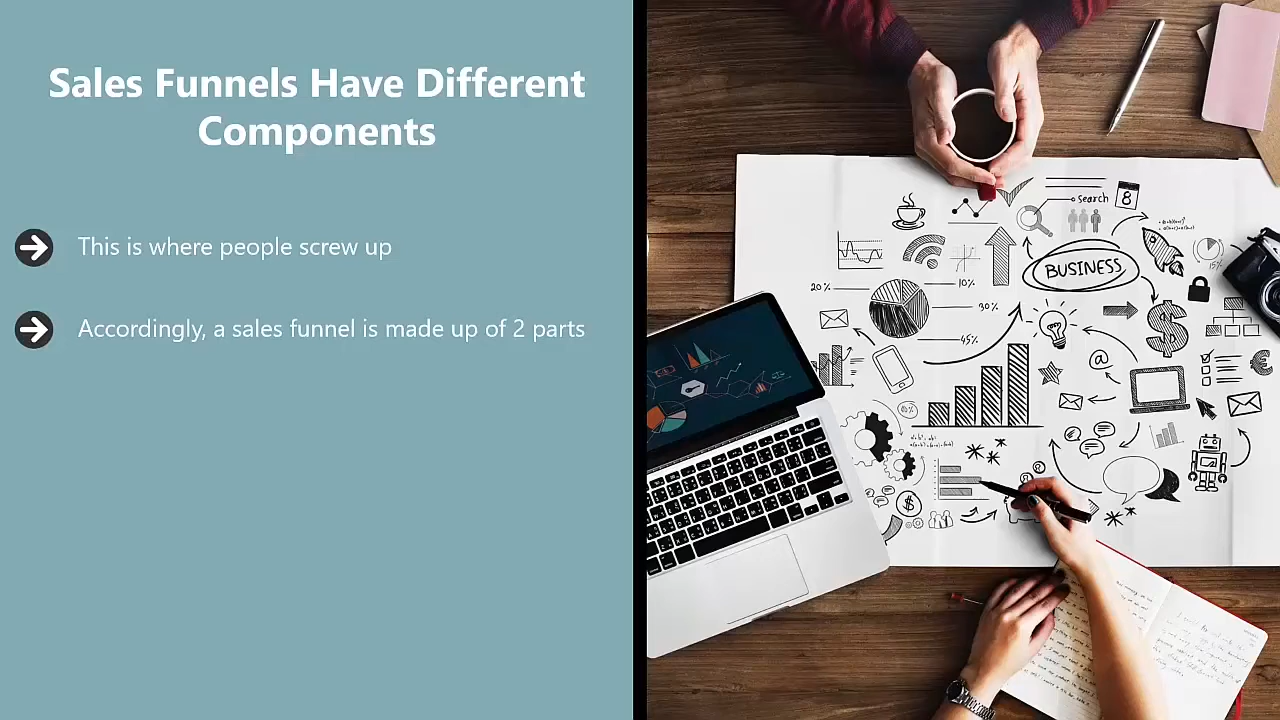 Sales Funnels Have Different
Components
This is where people screw up
Accordingly, a sales funnel is made up of 2 parts
search
8
BUSINESS
15%
20%
10%
30%
45%
$
@
€
$